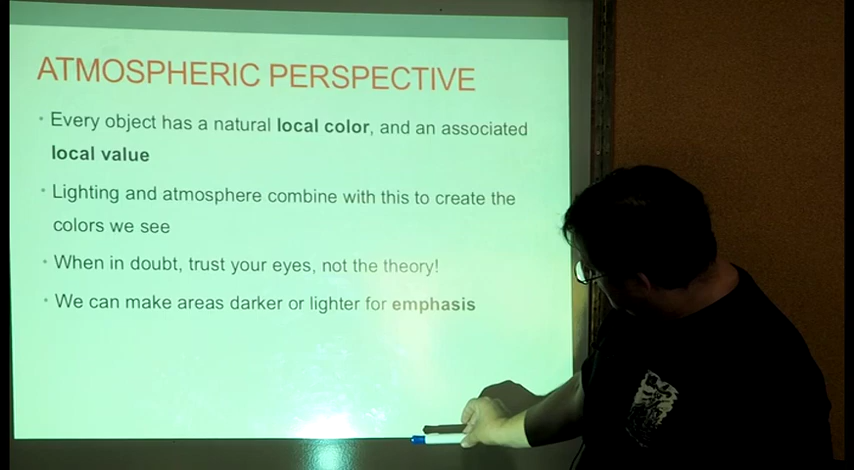 ATMOSPHERIC PERSPECTIVE
• Every object has a natural local color, and an associated
local value
• Lighting and atmosphere combine with this to create the
colors we see
• When in doubt, trust your eyes, not the theory!
• We can make areas darker or lighter for emphasis